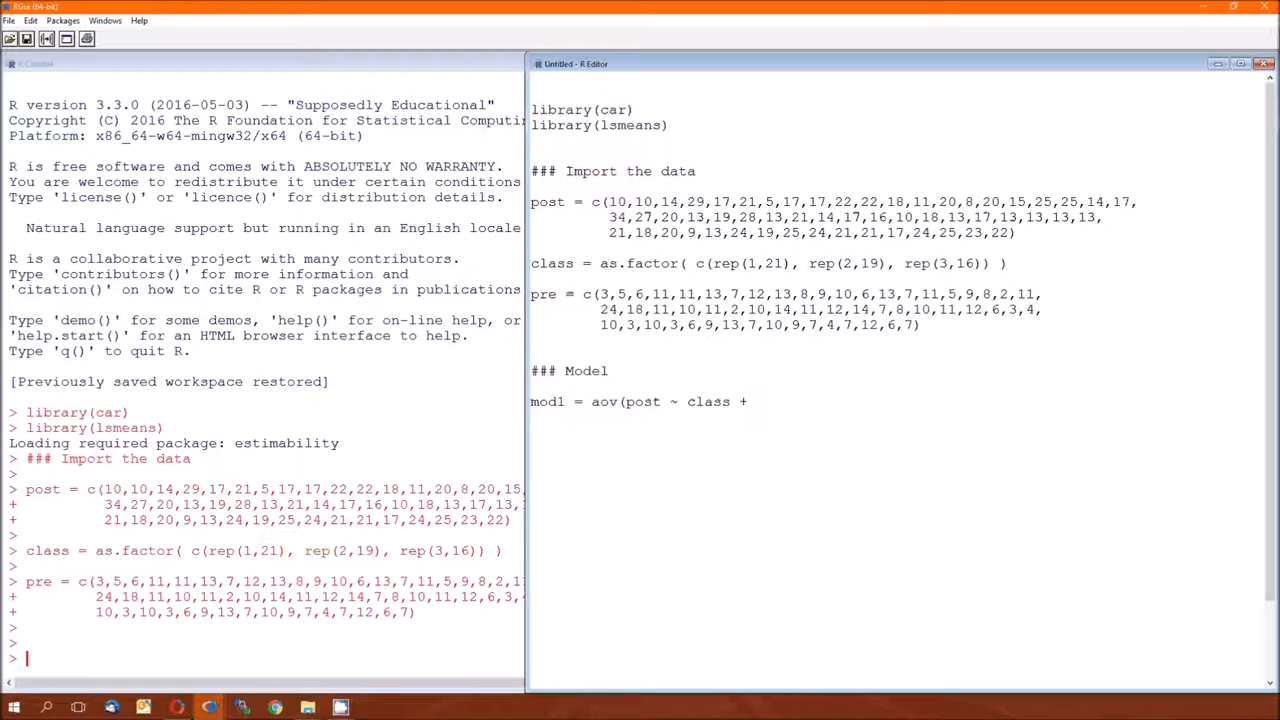 RGui (64-bit)
File Edit Packages Windows Help
R Console
R version 3.3.0 (2016-05-03) -- "Supposedly Educational"
Copyright (C) 2016 The R Foundation for Statistical Computin
Platform: x86_64-w64-mingw32/x64 (64-bit)
R is free software and comes with ABSOLUTELY NO WARRANTY.
You are welcome to redistribute it under certain conditions
Type 'license()' or 'licence()' for distribution details.
Natural language support but running in an English locale
R is a collaborative project with many contributors.
Type 'contributors()' for more information and
'citation()' on how to cite R or R packages in publications
Type 'demo()' for some demos, 'help()' for on-line help, or
'help.start()' for an HTML browser interface to help.
Type 'q()' to quit R.
[Previously saved workspace restored]
> library(car)
> library(lsmeans)
Loading required package: estimability
> ### Import the data
>
> post = c(10,10,14,29,17,21,5,17,17,22,22,18,11,20,8,20,15,
+ 34,27,20,13,19,28,13,21,14,17,16,10,18,13,17,13,1
+ 21,18,20,9,13,24,19,25,24,21,21,17,24,25,23,22)
>
> class = as.factor( c(rep(1,21), rep(2,19), rep(3,16)) )
>
> pre = c(3,5,6,11,11,13,7,12,13,8,9,10,6,13,7,11,5,9,8,2,11
+ 24,18,11,10,11,2,10,14,11,12,14,7,8,10,11,12,6,3,4
+ 10,3,10,3,6,9,13,7,10,9,7,4,7,12,6,7)
>
>
>
Untitled - R Editor
library(car)
library(lsmeans)
### Import the data
post = c(10,10,14,29,17,21,5,17,17,22,22,18,11,20,8,20,15,25,25,14,17,
34,27,20,13,19,28,13,21,14,17,16,10,18,13,17,13,13,13,13,
21,18,20,9,13,24,19,25,24,21,21,17,24,25,23,22)
class = as.factor( c(rep(1,21), rep(2,19), rep(3,16)) )
pre = c(3,5,6,11,11,13,7,12,13,8,9,10,6,13,7,11,5,9,8,2,11,
24,18,11,10,11,2,10,14,11,12,14,7,8,10,11,12,6,3,4,
10,3,10,3,6,9,13,7,10,9,7,4,7,12,6,7)
### Model
mod1 = aov(post ~ class +